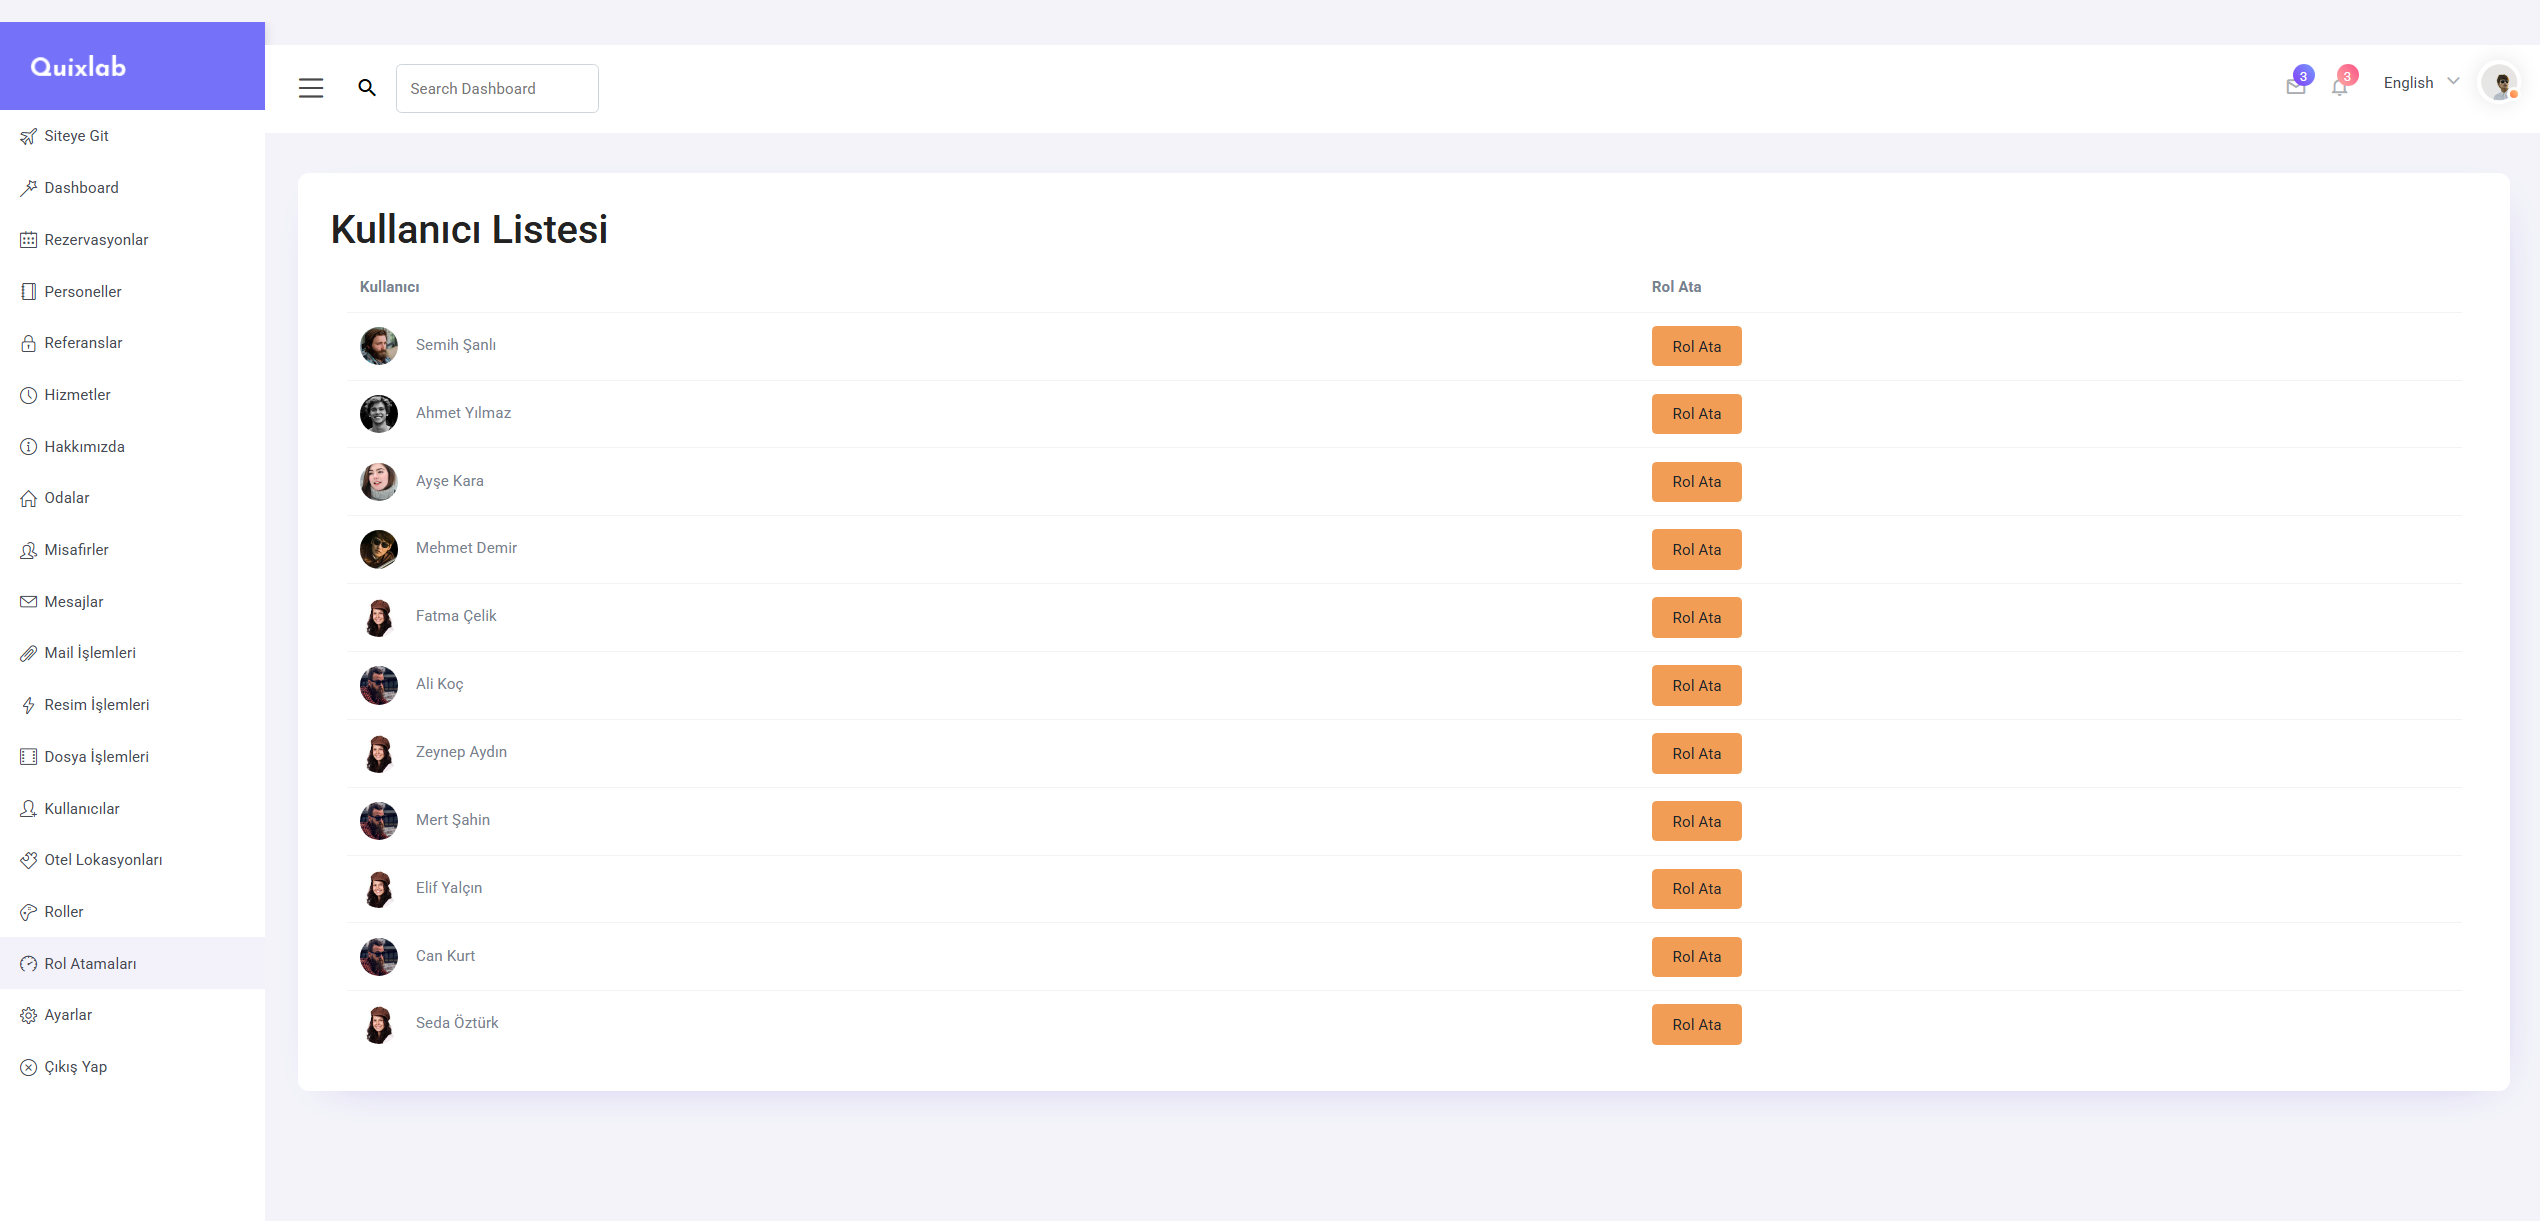 Quixlab
Search Dashboard
3
3
English
Siteye Git
Dashboard
Rezervasyonlar
Personeller
Referanslar
Hizmetler
Hakkımızda
Odalar
Misafirler
Mesajlar
Mail İşlemleri
Resim İşlemleri
Dosya İşlemleri
Kullanıcılar
Otel Lokasyonları
Roller
Rol Atamaları
Ayarlar
Çıkış Yap
Kullanıcı Listesi
Kullanıcı Rol Ata
Semih Şanlı Rol Ata
Ahmet Yılmaz Rol Ata
Ayşe Kara Rol Ata
Mehmet Demir Rol Ata
Fatma Çelik Rol Ata
Ali Koç Rol Ata
Zeynep Aydın Rol Ata
Mert Şahin Rol Ata
Elif Yalçın Rol Ata
Can Kurt Rol Ata
Seda Öztürk Rol Ata